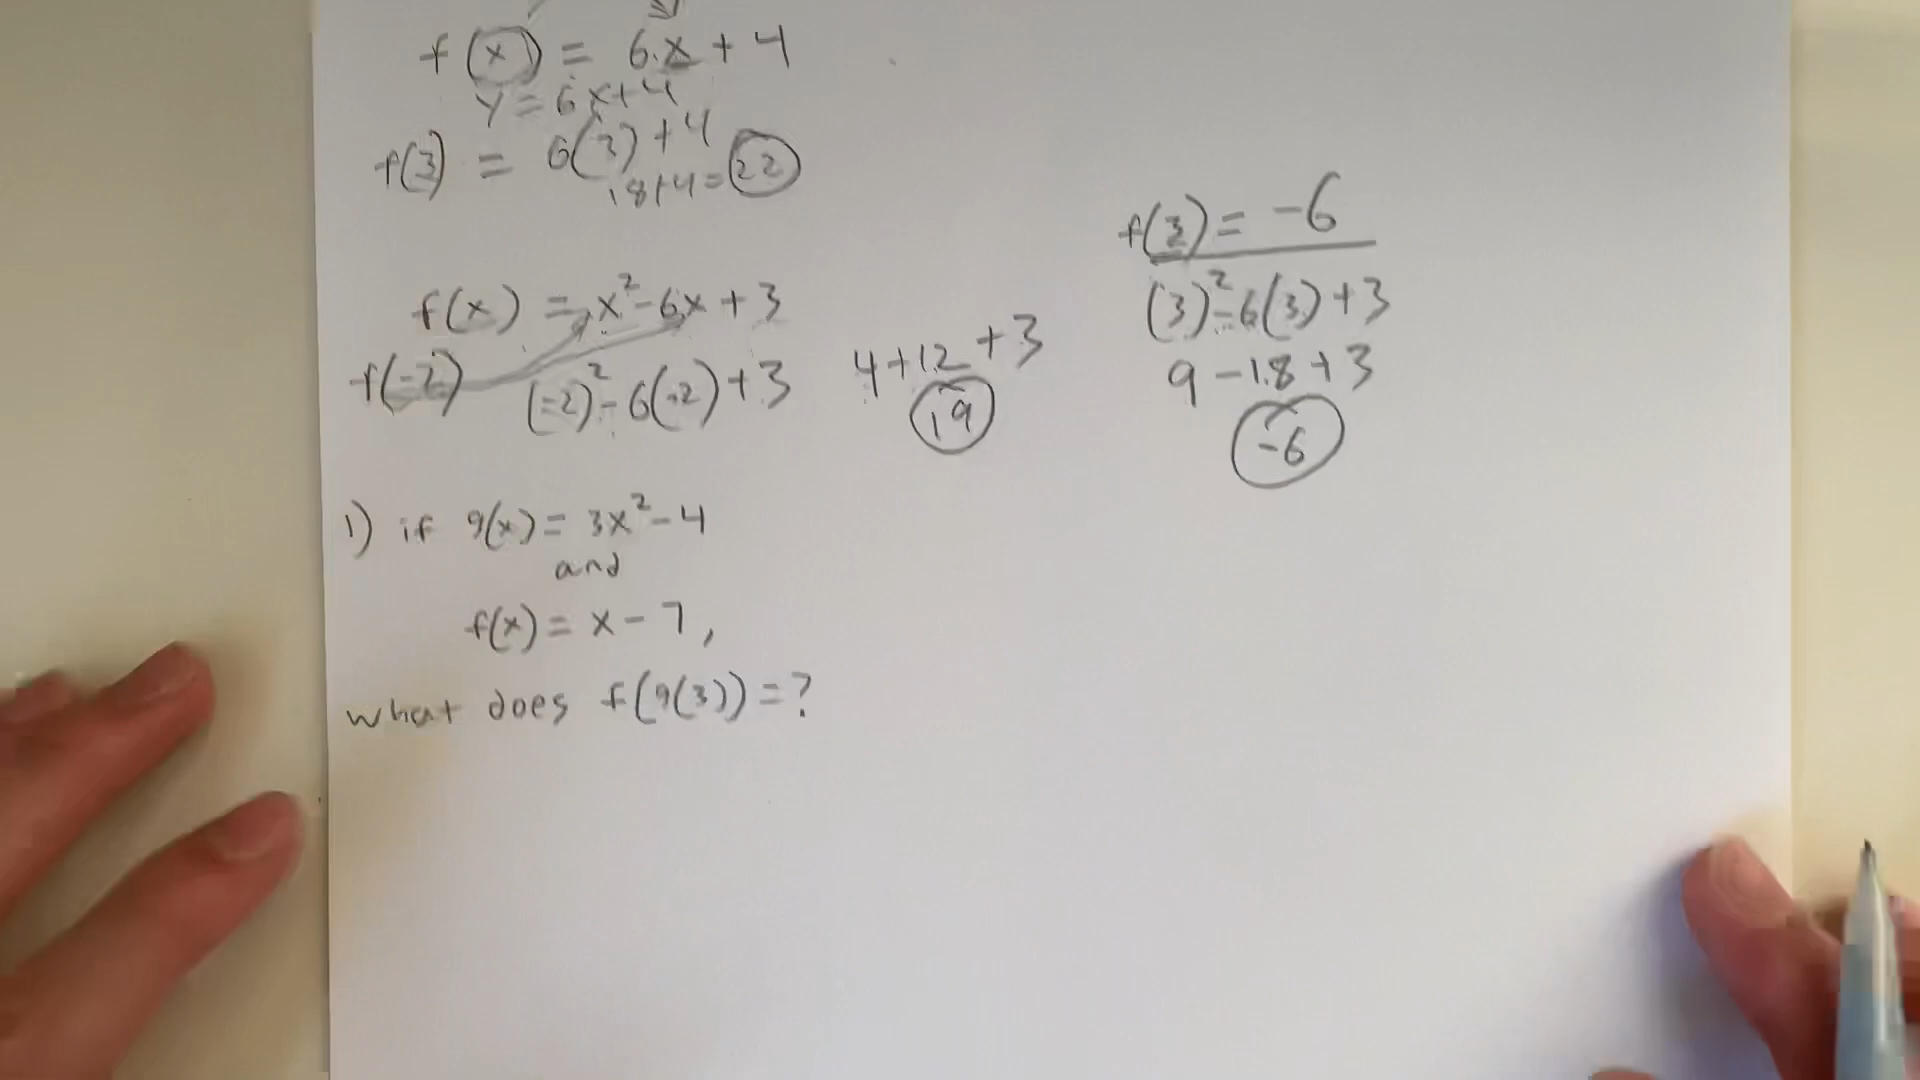 f(x) = 6·x + 4
y = 6x+4
f(3) = 6(3) + 4
18+4 = 22
f(x) = x²-6x+3
f(-2) (-2)²-6(-2)+3
4+12+3
19
f(3) = -6
(3)²-6(3)+3
9-18+3
-6
1) if g(x) = 3x²-4
and
f(x) = x-7,
what does f(g(3)) = ?